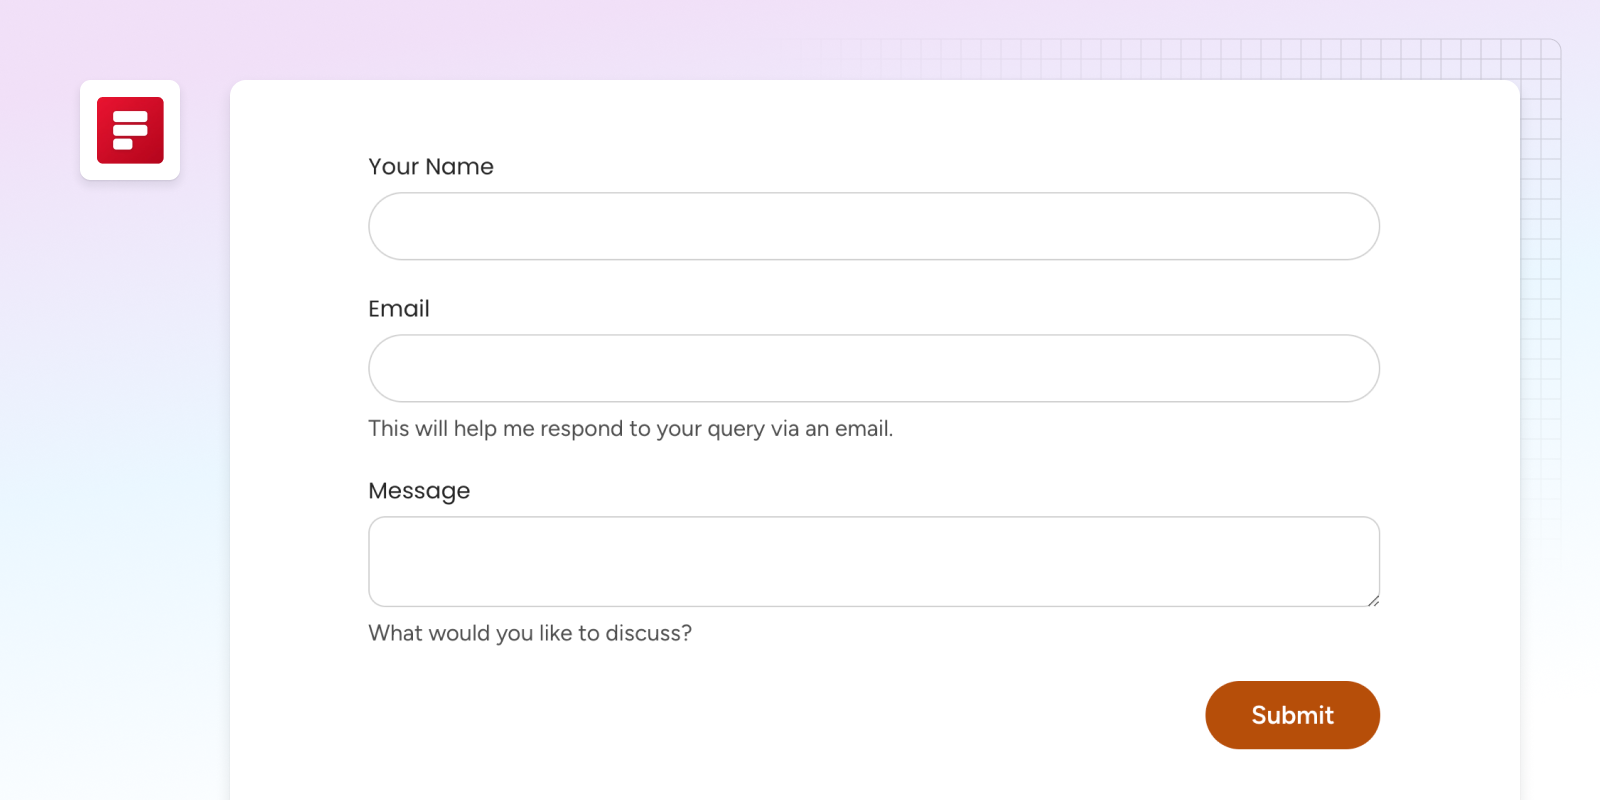 Your Name
Email
This will help me respond to your query via an email.
Message
What would you like to discuss?
Submit